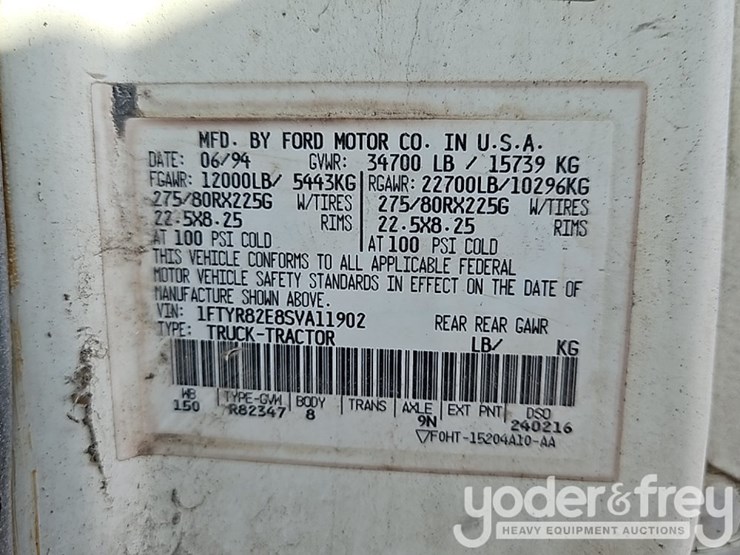 MFD. BY FORD MOTOR CO. IN U.S.A.
DATE: 06/94 GVWR: 34700 LB / 15739 KG
FGAWR: 12000LB/ 5443KG RGAWR: 22700LB/10296KG
275/80RX225G W/TIRES 275/80RX225G W/TIRES
22.5X8.25 RIMS 22.5X8.25 RIMS
AT 100 PSI COLD AT 100 PSI COLD
THIS VEHICLE CONFORMS TO ALL APPLICABLE FEDERAL
MOTOR VEHICLE SAFETY STANDARDS IN EFFECT ON THE DATE OF
MANUFACTURE SHOWN ABOVE.
VIN: 1FTYR82E8SVA11902 REAR REAR GAWR
TYPE: TRUCK-TRACTOR LB/ KG
WB TYPE-GVW BODY TRANS AXLE EXT PNT DSO
150 R82347 8 9N 240216
▽F0HT-15204A10-AA
yoder&frey
HEAVY EQUIPMENT AUCTIONS